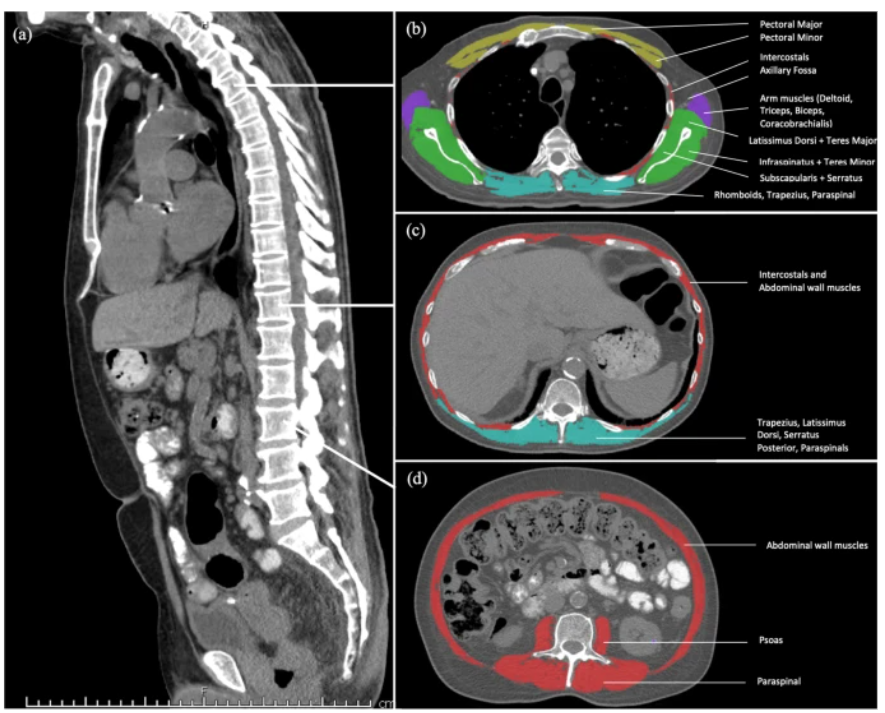 (a)
cm
(b)
Pectoral Major
Pectoral Minor
Intercostals
Axillary Fossa
Arm muscles (Deltoid,
Triceps, Biceps,
Coracobrachialis)
Latissimus Dorsi + Teres Major
Infraspinatus + Teres Minor
Subscapularis + Serratus
Rhomboids, Trapezius, Paraspinal
(c)
Intercostals and
Abdominal wall muscles
Trapezius, Latissimus
Dorsi, Serratus
Posterior, Paraspinals
(d)
Abdominal wall muscles
Psoas
Paraspinal